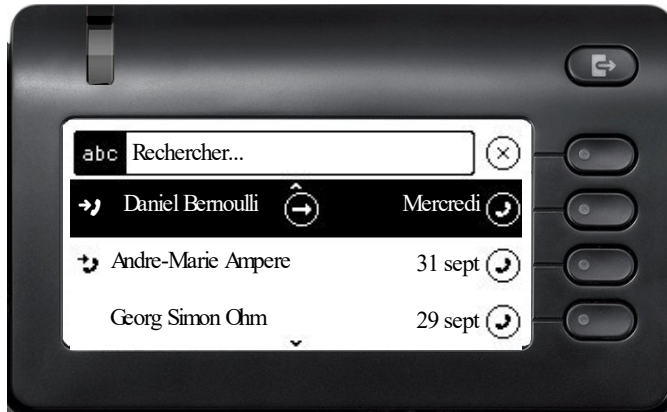 abc Rechercher...
Daniel Bernoulli Mercredi
Andre-Marie Ampere 31 sept
Georg Simon Ohm 29 sept